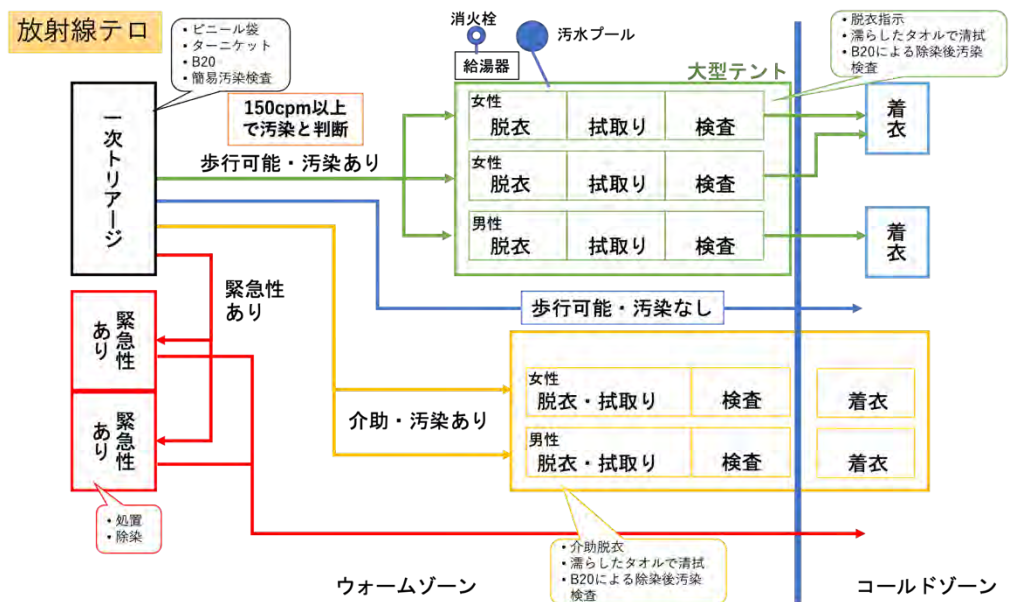 放射線テロ
• ビニール袋
• ターニケット
• B20
• 簡易汚染検査
消火栓
汚水プール
給湯器
大型テント
• 脱衣指示
• 濡らしたタオルで清拭
• B20による除染後汚染
検査
一次トリアージ
150cpm以上
で汚染と判断
歩行可能・汚染あり
女性
脱衣
拭取り
検査
女性
脱衣
拭取り
検査
男性
脱衣
拭取り
検査
着衣
着衣
緊急性
あり
歩行可能・汚染なし
緊急性
あり
緊急性
あり
• 処置
• 除染
介助・汚染あり
女性
脱衣・拭取り
検査
着衣
男性
脱衣・拭取り
検査
着衣
• 介助脱衣
• 濡らしたタオルで清拭
• B20による除染後汚染
検査
ウォームゾーン
コールドゾーン